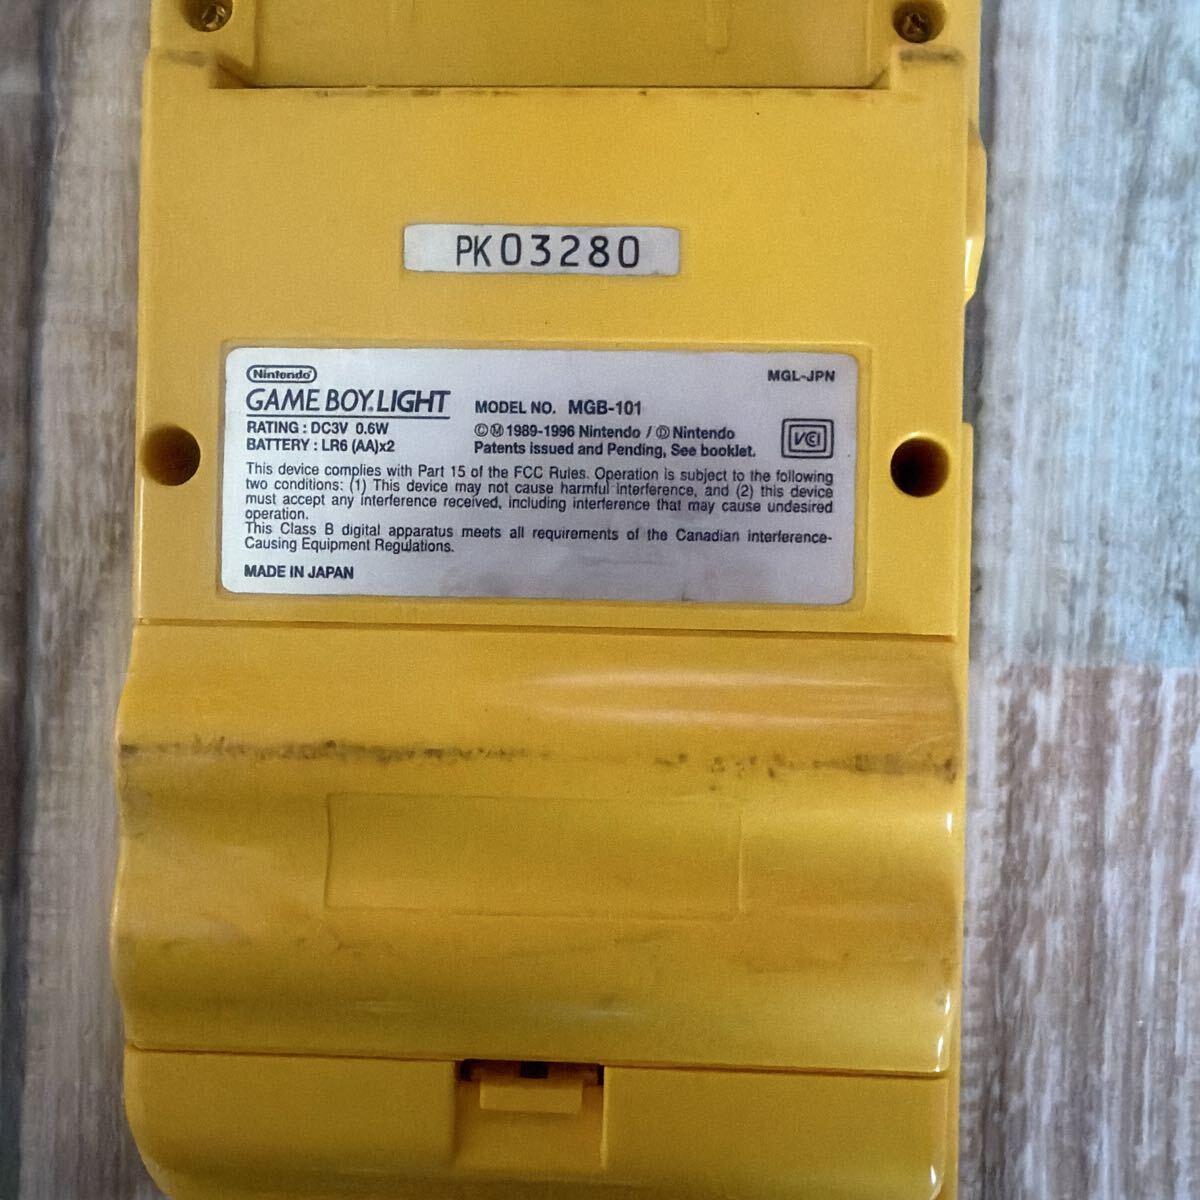 PK03280
Nintendo
GAME BOY LIGHT
MGL-JPN
MODEL NO. MGB-101
RATING : DC3V 0.6W
BATTERY : LR6 (AA)x2
ⒸⓂ1989-1996 Nintendo / Ⓓ Nintendo
Patents issued and Pending, See booklet.
VCI
This device complies with Part 15 of the FCC Rules. Operation is subject to the following
two conditions: (1) This device may not cause harmful interference, and (2) this device
must accept any interference received, including interference that may cause undesired
operation.
This Class B digital apparatus meets all requirements of the Canadian Interference-
Causing Equipment Regulations.
MADE IN JAPAN